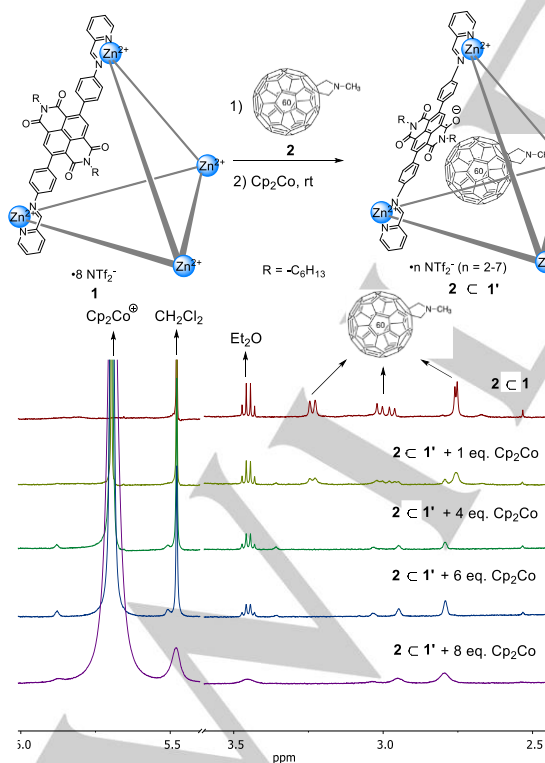 Zn2+
N
N
R
N
O
O
O
O
N
R
Zn2+
Zn2+
Zn2+
N
N
•8 NTf2-
1
1)
60
N-CH3
2
2) Cp2Co, rt
R = -C6H13
Zn2+
N
N
R
N
O
O
⊖
O
O
N
R
60
N
Zn2+
Zn
Zn
N
N
•n NTf2- (n = 2-7)
2 ⊂ 1'
Cp2Co⊕
CH2Cl2
Et2O
60
N-CH3
2 ⊂ 1
2 ⊂ 1' + 1 eq. Cp2Co
2 ⊂ 1' + 4 eq. Cp2Co
2 ⊂ 1' + 6 eq. Cp2Co
2 ⊂ 1' + 8 eq. Cp2Co
5.5 3.5 3.0 2.5
ppm